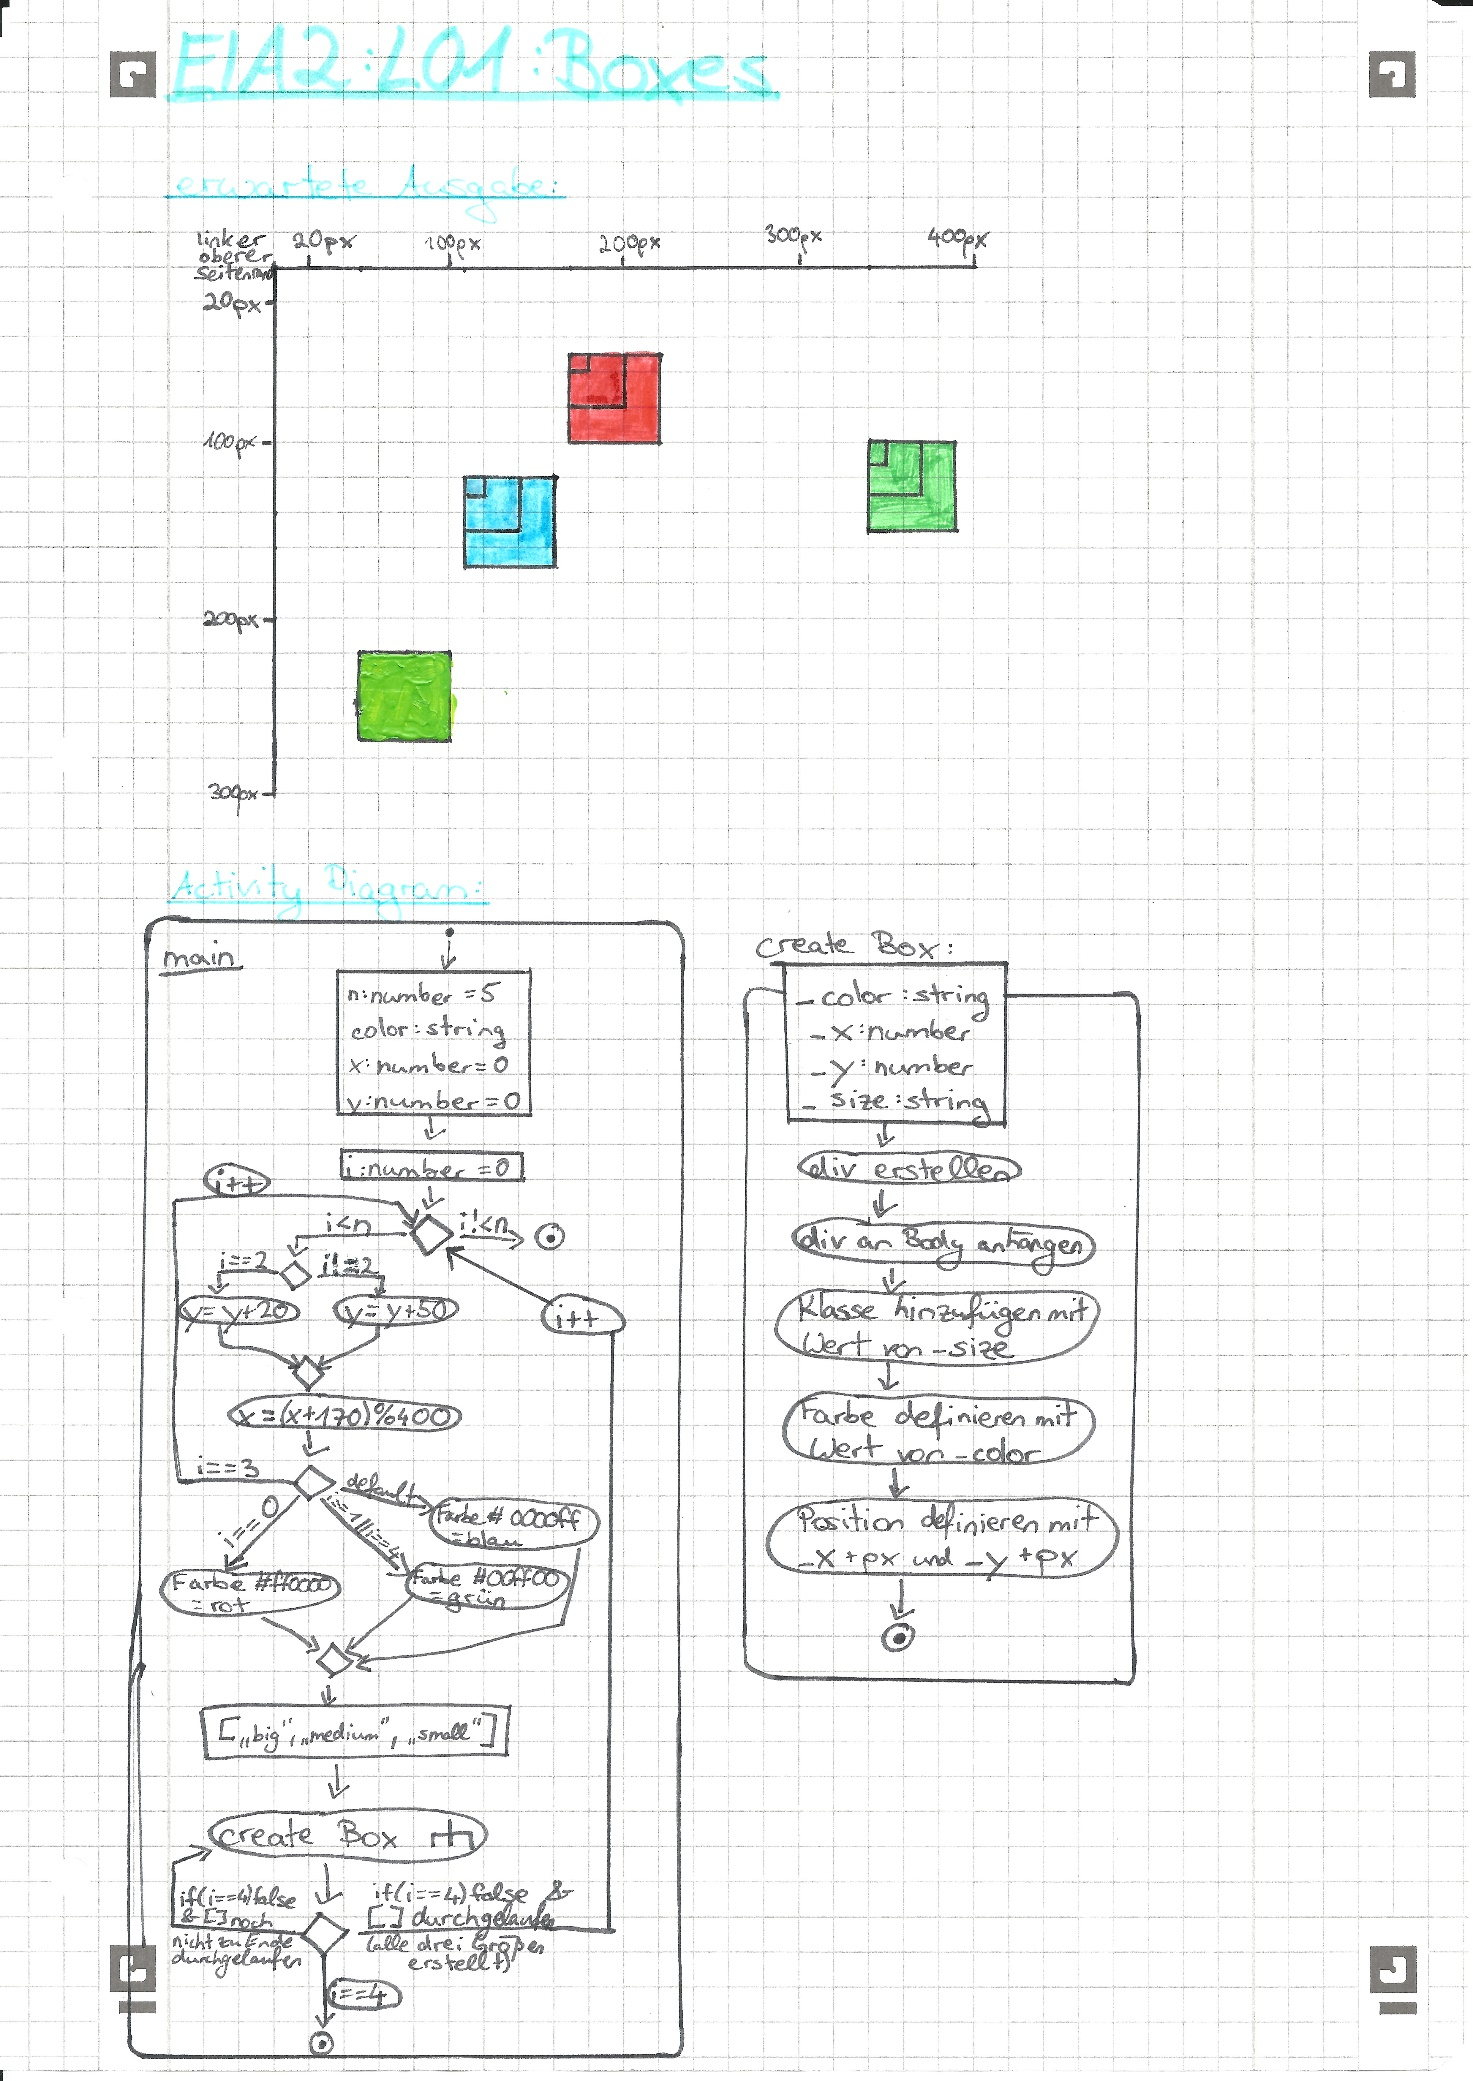 EIA2:L01:Boxes
erwartete Ausgabe:
linker
oberer
Seitenrand
20px
100px
200px
300px
400px
20px
100px
200px
300px
Activity Diagram:
main
n:number = 5
color:string
x:number=0
y:number=0
i:number =0
i++
i<n
i!<n
i==2
i!=2
y=y+20
y=y+50
i++
x=(x+170)%400
i==3
default
i==0
i==1||i==4
Farbe #0000ff
=blau
Farbe #ff0000
=rot
Farbe #00ff00
=grün
[„big“,„medium“, „small“]
create Box
if(i==4)false
& [] noch
nicht zu Ende
durchgelaufen
if(i==4)false &
[] durchgelaufen
(alle drei Größen
erstellt)
i==4
create Box:
_color:string
_x:number
_y:number
_size:string
div erstellen
div an Body anhängen
Klasse hinzufügen mit
Wert von _size
Farbe definieren mit
Wert von _color
Position definieren mit
_x+px und _y+px